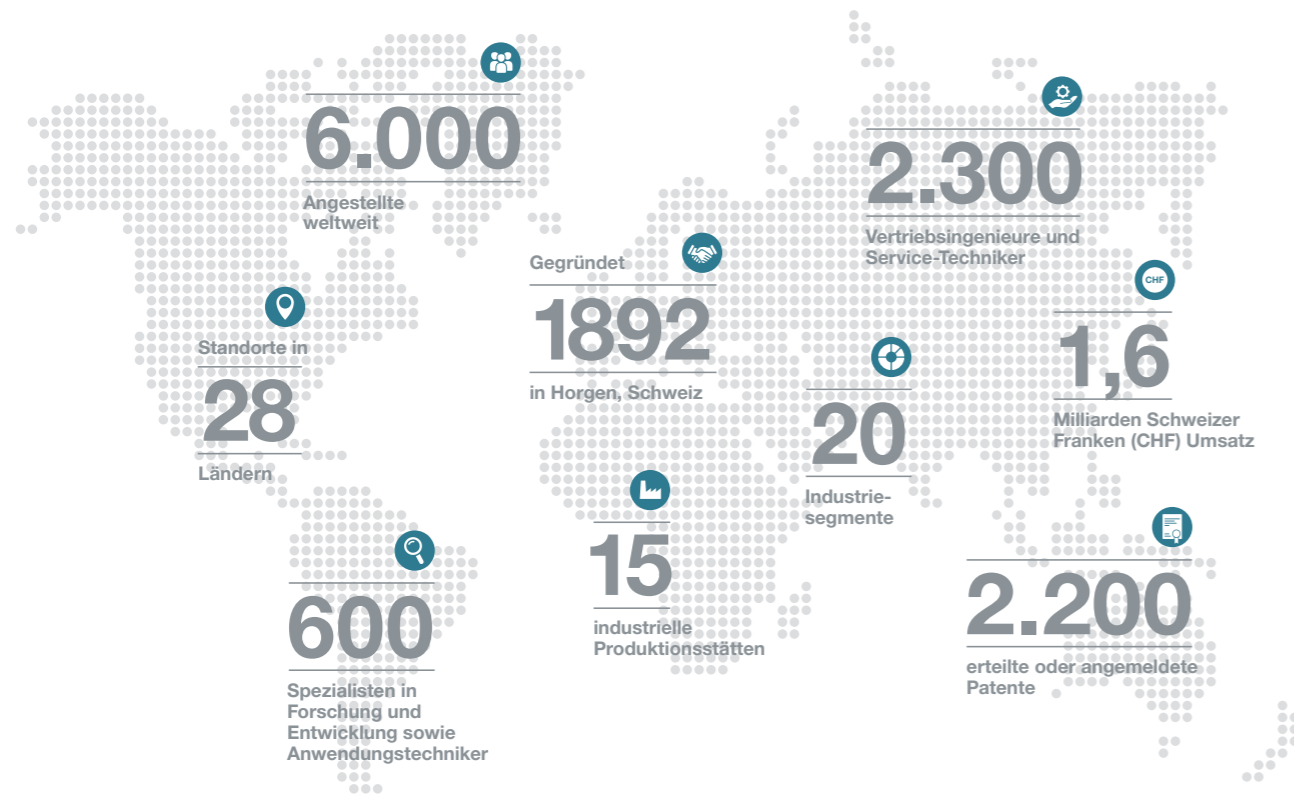 6.000
Angestellte
weltweit
2.300
Vertriebsingenieure und
Service-Techniker
Gegründet
1892
in Horgen, Schweiz
CHF
1,6
Milliarden Schweizer
Franken (CHF) Umsatz
Standorte in
28
Ländern
20
Industrie-
segmente
15
industrielle
Produktionsstätten
600
Spezialisten in
Forschung und
Entwicklung sowie
Anwendungstechniker
2.200
erteilte oder angemeldete
Patente